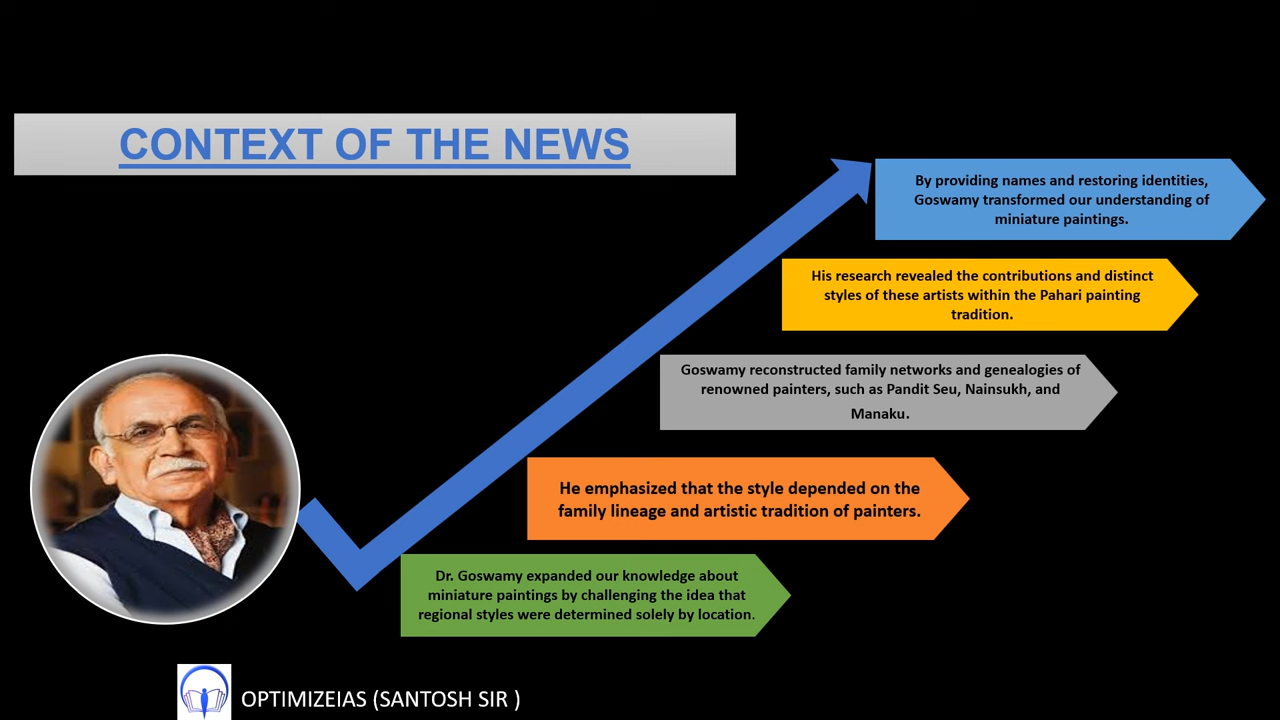 CONTEXT OF THE NEWS
By providing names and restoring identities,
Goswamy transformed our understanding of
miniature paintings.
His research revealed the contributions and distinct
styles of these artists within the Pahari painting
tradition.
Goswamy reconstructed family networks and genealogies of
renowned painters, such as Pandit Seu, Nainsukh, and
Manaku.
He emphasized that the style depended on the
family lineage and artistic tradition of painters.
Dr. Goswamy expanded our knowledge about
miniature paintings by challenging the idea that
regional styles were determined solely by location.
OPTIMIZEIAS (SANTOSH SIR )